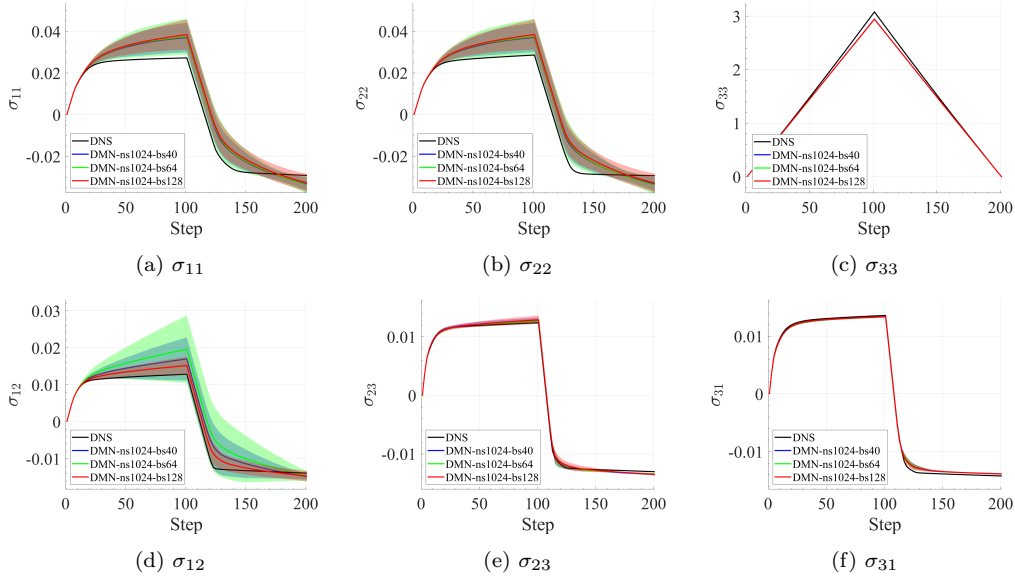 σ11
0.04
0.02
0
-0.02
0
50
100
150
200
Step
DNS
DMN-ns1024-bs40
DMN-ns1024-bs64
DMN-ns1024-bs128
(a) σ11
σ22
0.04
0.02
0
-0.02
0
50
100
150
200
Step
DNS
DMN-ns1024-bs40
DMN-ns1024-bs64
DMN-ns1024-bs128
(b) σ22
σ33
3
2
1
0
0
50
100
150
200
Step
DNS
DMN-ns1024-bs40
DMN-ns1024-bs64
DMN-ns1024-bs128
(c) σ33
σ12
0.03
0.02
0.01
0
-0.01
0
50
100
150
200
Step
DNS
DMN-ns1024-bs40
DMN-ns1024-bs64
DMN-ns1024-bs128
(d) σ12
σ23
0.01
0
-0.01
0
50
100
150
200
Step
DNS
DMN-ns1024-bs40
DMN-ns1024-bs64
DMN-ns1024-bs128
(e) σ23
σ31
0.01
0
-0.01
0
50
100
150
200
Step
DNS
DMN-ns1024-bs40
DMN-ns1024-bs64
DMN-ns1024-bs128
(f) σ31